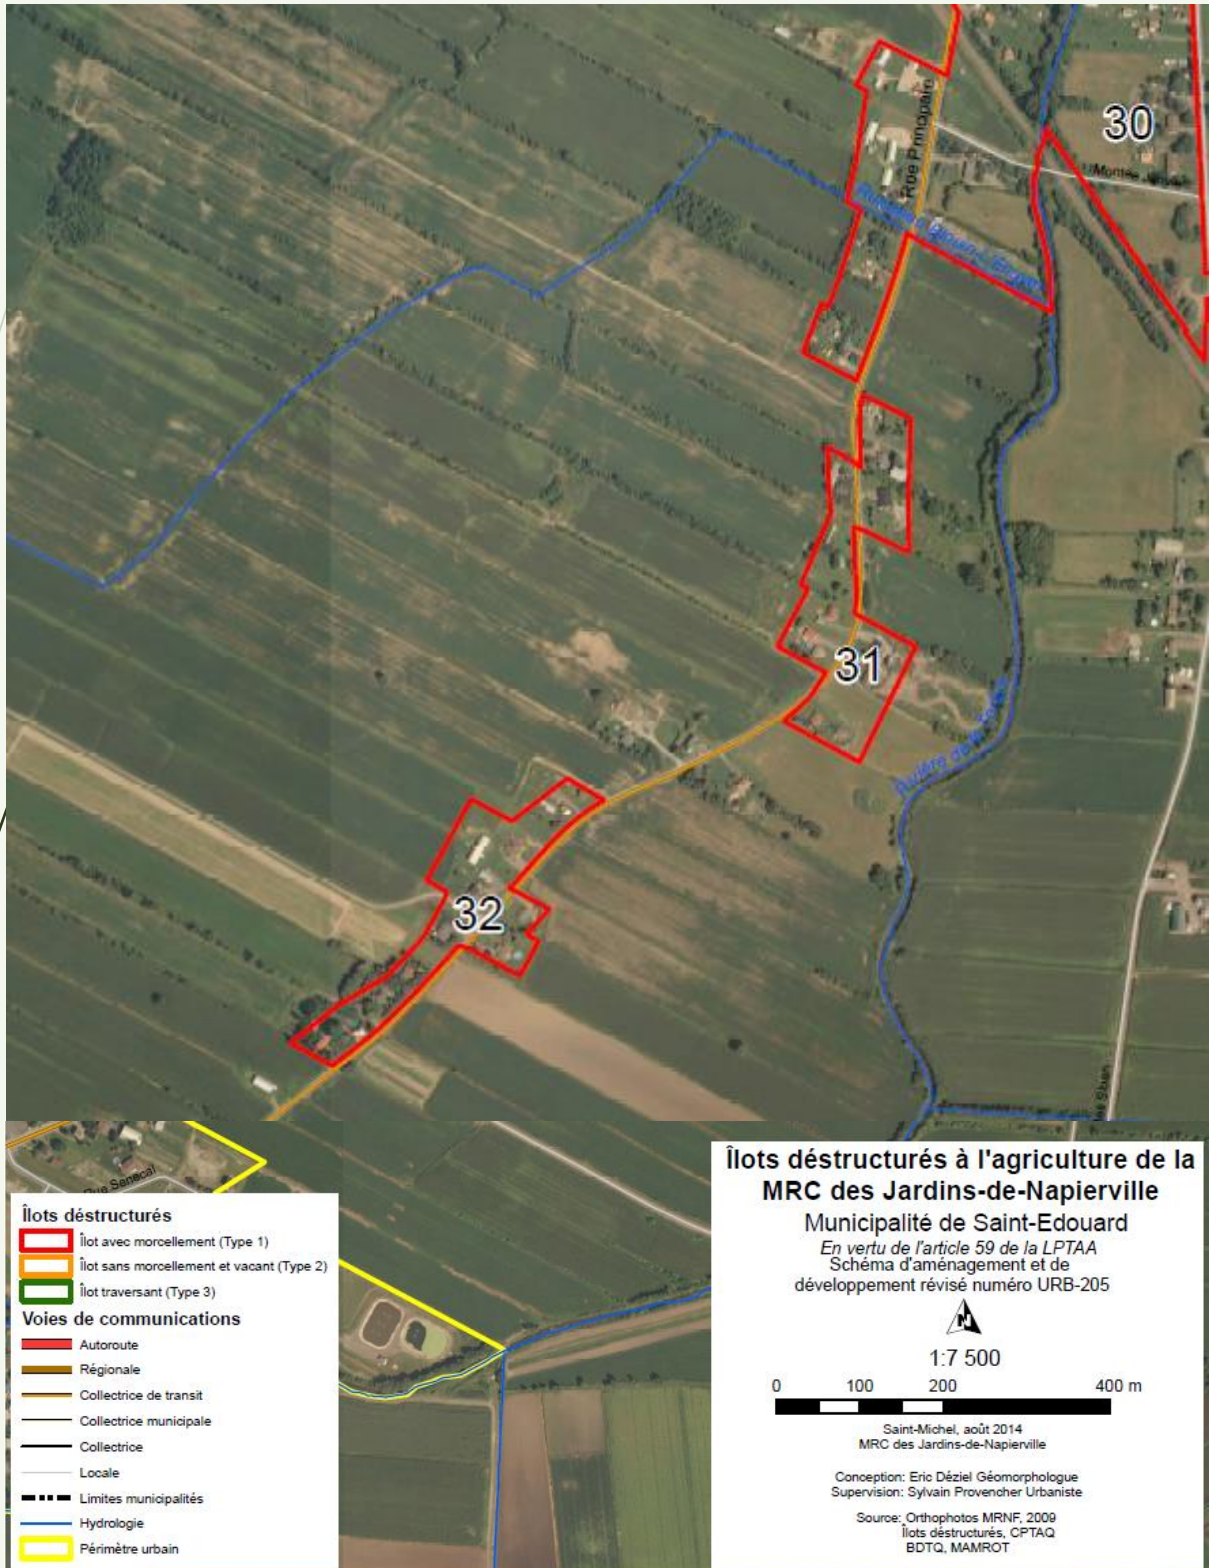 30
Rue Principale
Montée
Rivière de la
31
32
Rue Senécal
Îlots déstructurés
Îlot avec morcellement (Type 1)
Îlot sans morcellement et vacant (Type 2)
Îlot traversant (Type 3)
Voies de communications
Autoroute
Régionale
Collectrice de transit
Collectrice municipale
Collectrice
Locale
Limites municipalités
Hydrologie
Périmètre urbain
Îlots déstructurés à l'agriculture de la
MRC des Jardins-de-Napierville
Municipalité de Saint-Edouard
En vertu de l'article 59 de la LPTAA
Schéma d'aménagement et de
développement révisé numéro URB-205
N
1:7 500
0 100 200 400 m
Saint-Michel, août 2014
MRC des Jardins-de-Napierville
Conception: Eric Déziel Géomorphologue
Supervision: Sylvain Provencher Urbaniste
Source: Orthophotos MRNF, 2009
Îlots déstructurés, CPTAQ
BDTQ, MAMROT